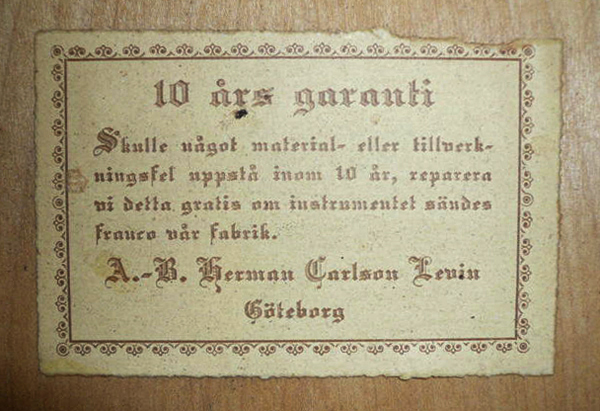 10 års garanti
Skulle något material- eller tillverk-
ningsfel uppstå inom 10 år, reparera
vi detta gratis om instrumentet sändes
franco vår fabrik.
A.-B. Herman Carlson Levin
Göteborg